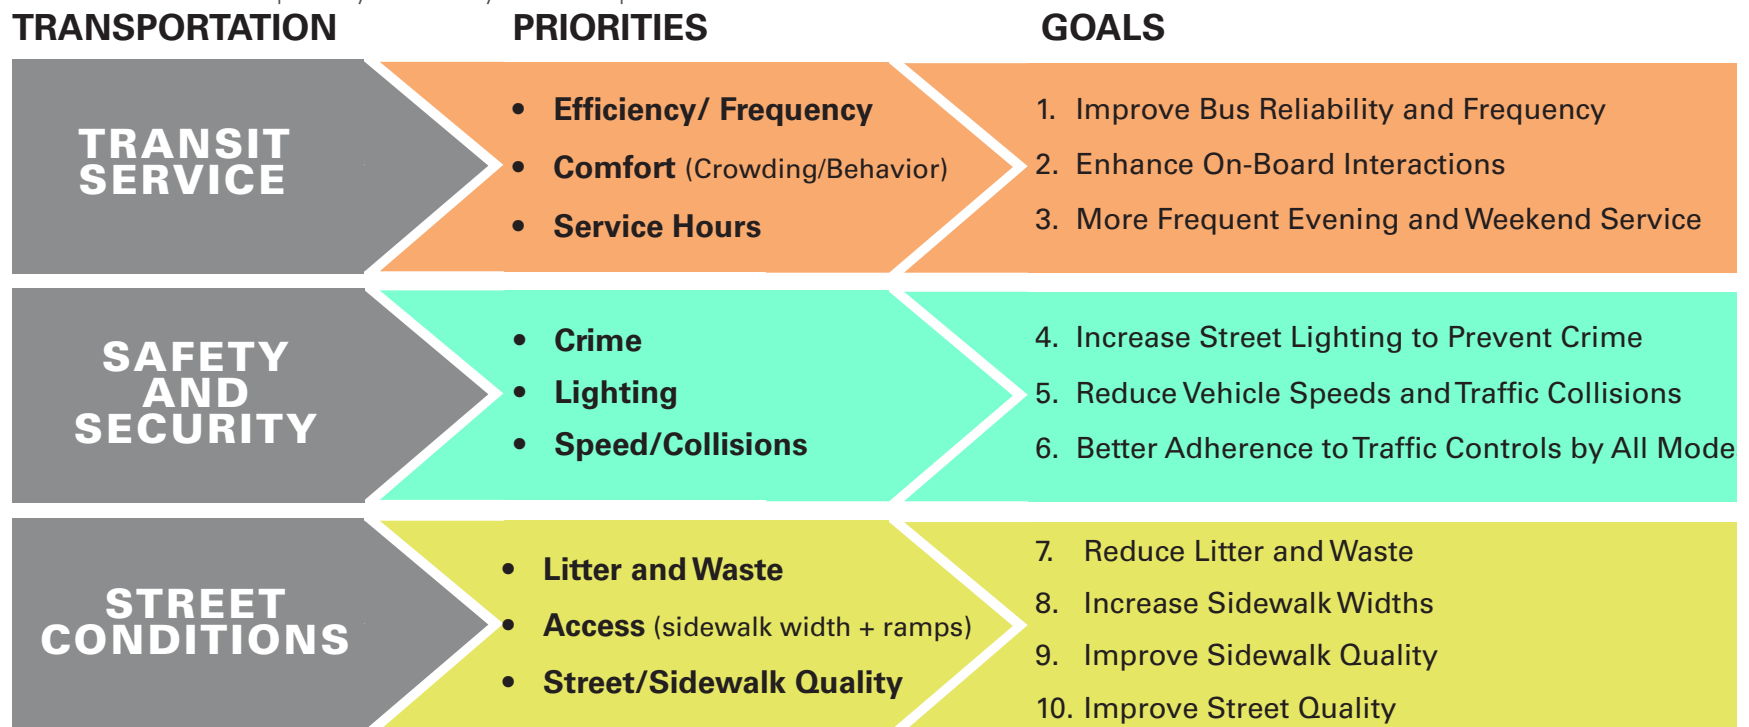 TRANSPORTATION
PRIORITIES
GOALS
TRANSIT
SERVICE
• Efficiency/ Frequency
• Comfort (Crowding/Behavior)
• Service Hours
1. Improve Bus Reliability and Frequency
2. Enhance On-Board Interactions
3. More Frequent Evening and Weekend Service
SAFETY
AND
SECURITY
• Crime
• Lighting
• Speed/Collisions
4. Increase Street Lighting to Prevent Crime
5. Reduce Vehicle Speeds and Traffic Collisions
6. Better Adherence to Traffic Controls by All Mode
STREET
CONDITIONS
• Litter and Waste
• Access (sidewalk width + ramps)
• Street/Sidewalk Quality
7. Reduce Litter and Waste
8. Increase Sidewalk Widths
9. Improve Sidewalk Quality
10. Improve Street Quality